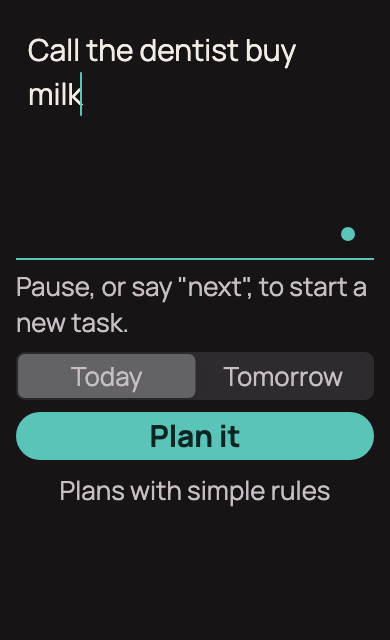 Call the dentist buy
milk
Pause, or say "next", to start a
new task.
Today
Tomorrow
Plan it
Plans with simple rules